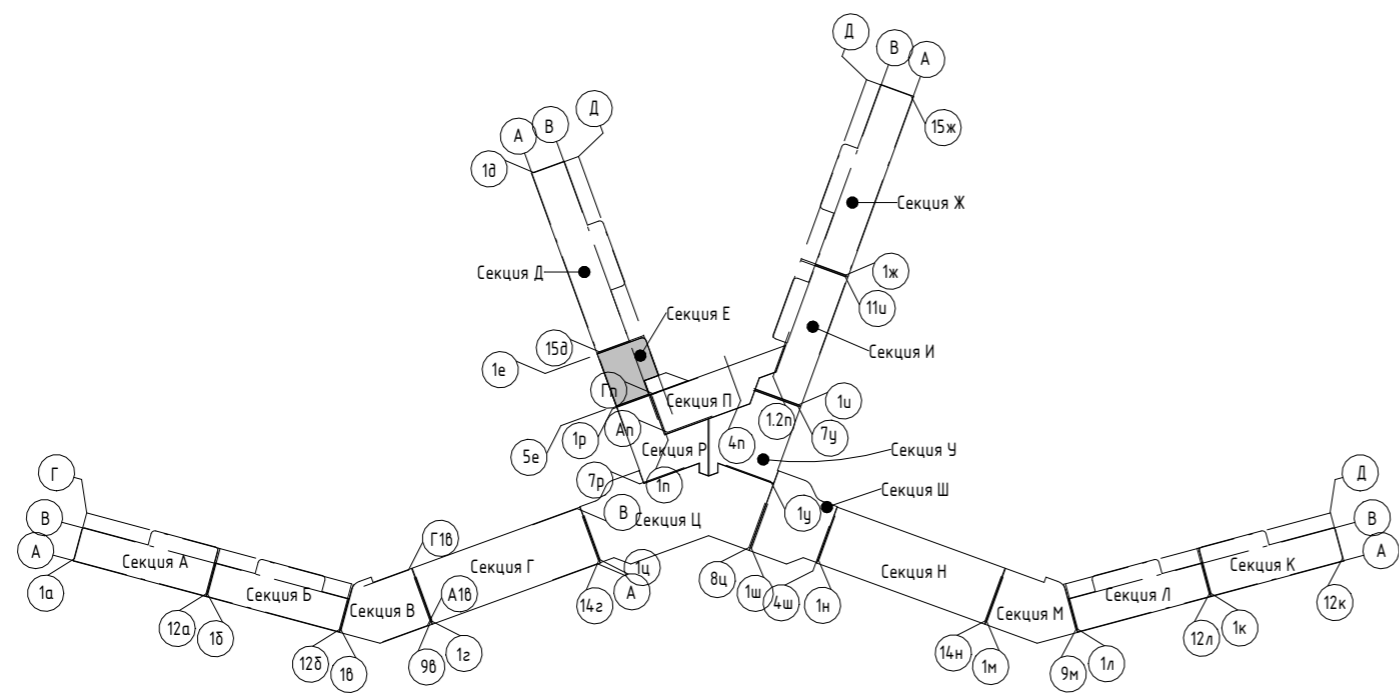 Д
В
А
Д
В
А
15ж
1д
Секция Ж
Секция Д
1ж
11и
Секция Е
15д
Секция И
1е
Гп
Секция П
1и
1.2п
7у
Ап
4п
1р
5е
Секция Р
Секция У
7р
1п
Секция Ш
1у
Г
В
А
Секция А
1а
Г1в
В
Секция Ц
Д
В
А
Секция К
Секция Б
Секция В
Секция Г
1ц
А
А1в
14г
8ц
1ш
4ш
1н
Секция Н
Секция М
Секция Л
12к
12а
1б
12б
1в
9в
1г
14н
1м
9м
1л
12л
1к